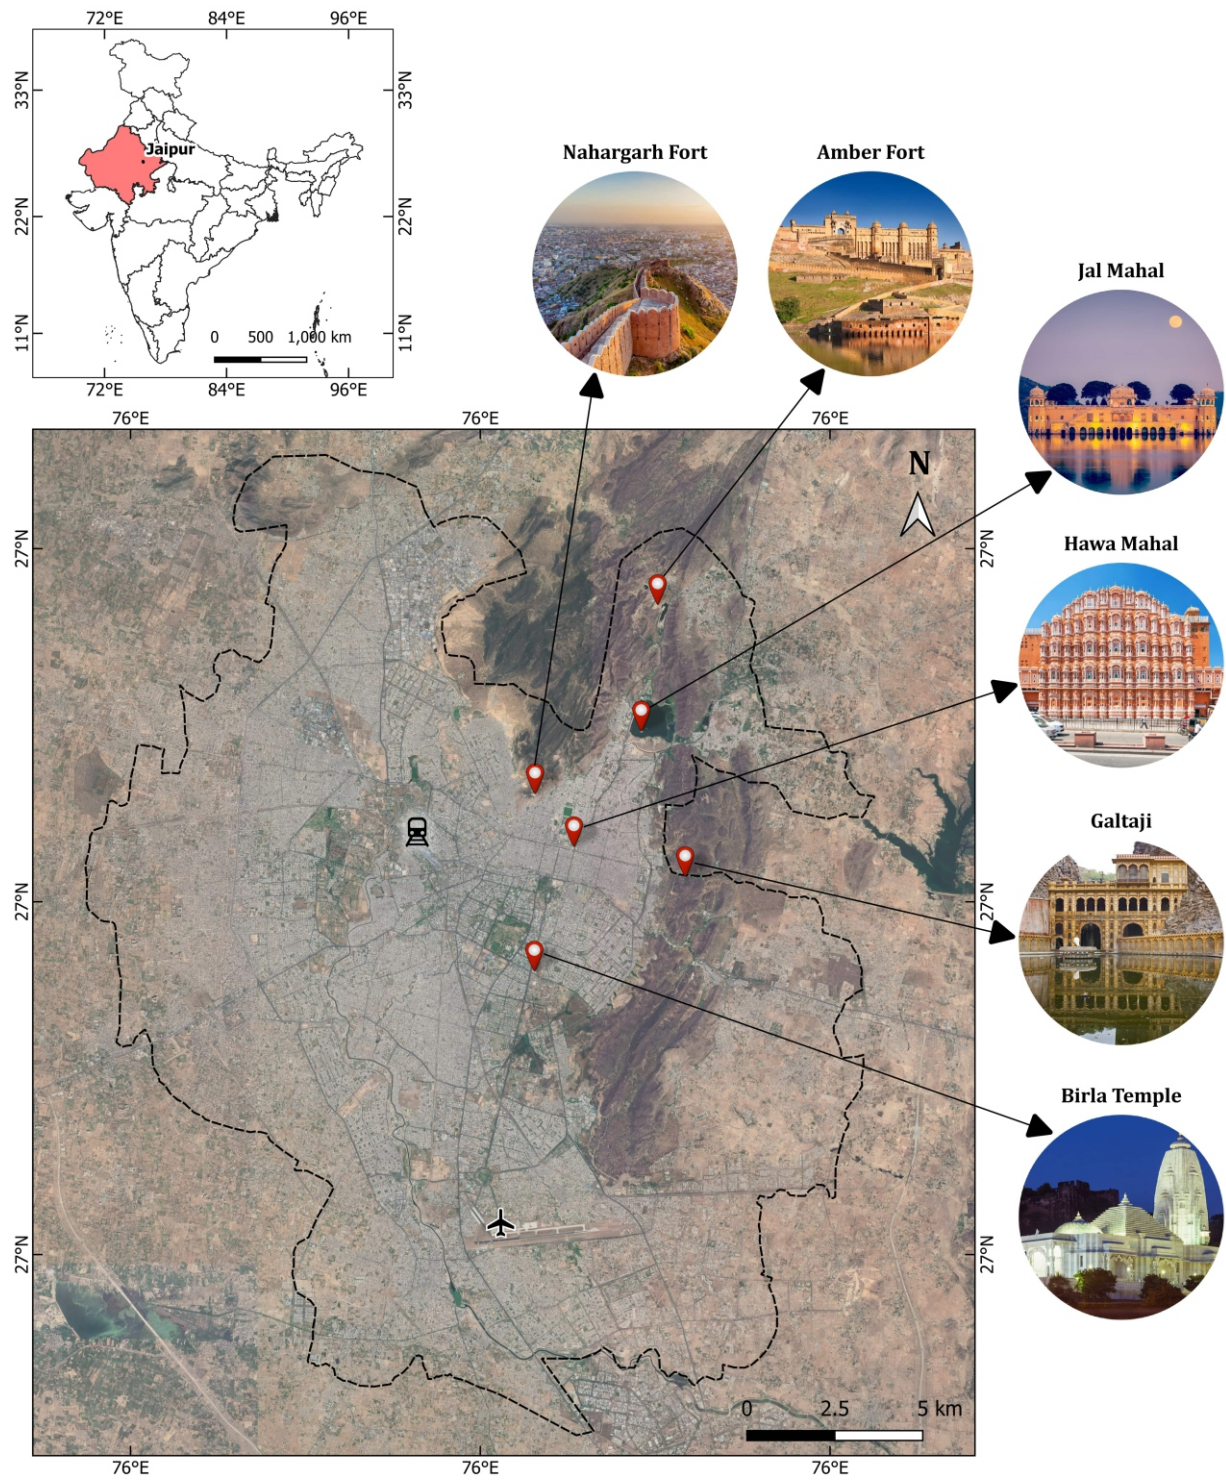 72°E 84°E 96°E
33°N 33°N
Jaipur
22°N 22°N
11°N 11°N
0 500 1,000 km
72°E 84°E 96°E
Nahargarh Fort
Amber Fort
Jal Mahal
Hawa Mahal
Galtaji
Birla Temple
76°E 76°E 76°E
N
27°N 27°N
27°N 27°N
27°N 27°N
0 2.5 5 km
76°E 76°E 76°E